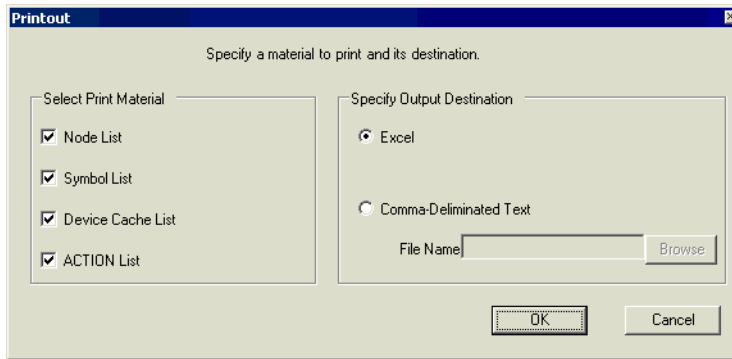 Printout
Specify a material to print and its destination.
Select Print Material
Node List
Symbol List
Device Cache List
ACTION List
Specify Output Destination
Excel
Comma-Deliminated Text
File Name
Browse
OK
Cancel